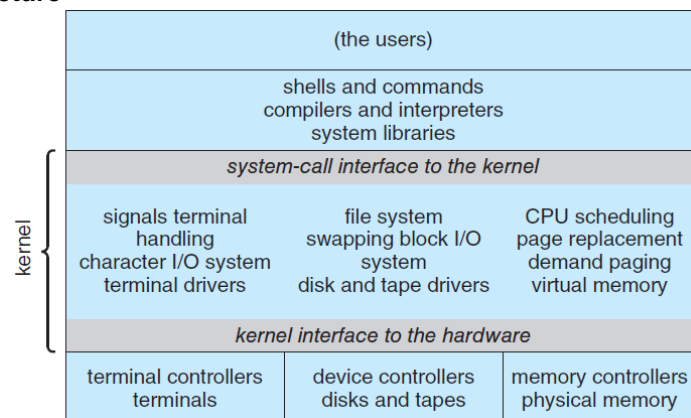 (the users)
shells and commands
compilers and interpreters
system libraries
system-call interface to the kernel
kernel
signals terminal
handling
character I/O system
terminal drivers
file system
swapping block I/O
system
disk and tape drivers
CPU scheduling
page replacement
demand paging
virtual memory
kernel interface to the hardware
terminal controllers
terminals
device controllers
disks and tapes
memory controllers
physical memory